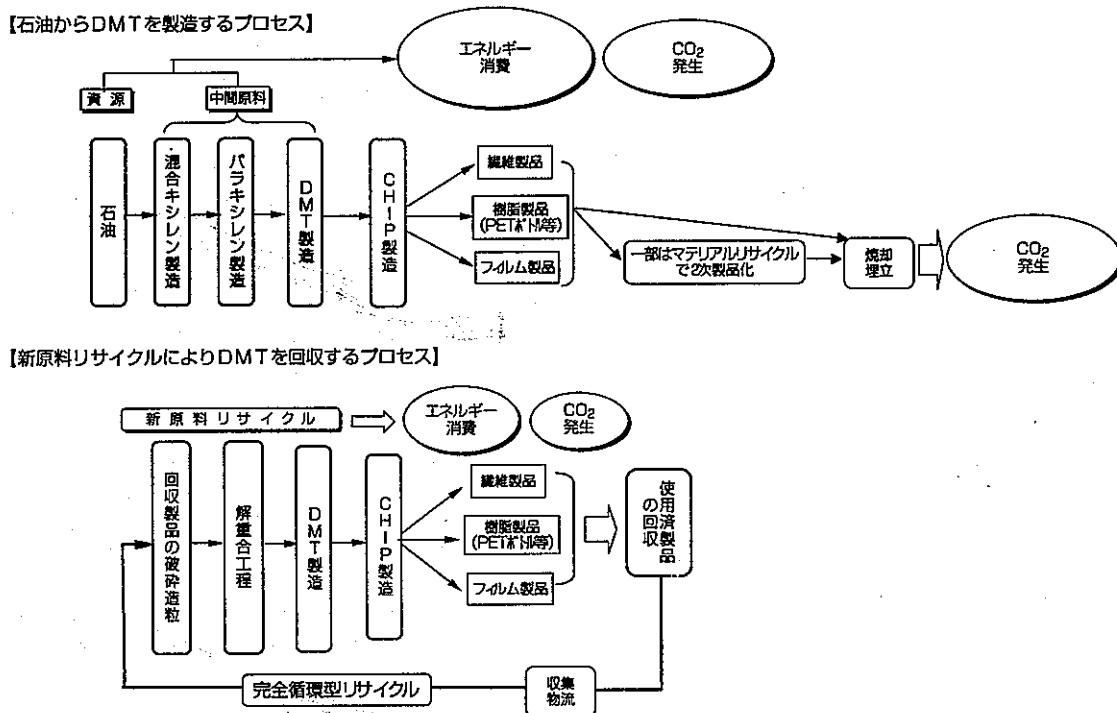 【石油からDMTを製造するプロセス】
エネルギー
消費
CO₂
発生
資源
中間原料
石油
混合キシレン製造
パラキシレン製造
DMT製造
CHIP製造
繊維製品
樹脂製品
(PETボトル等)
フィルム製品
一部はマテリアルリサイクル
で2次製品化
焼却
埋立
CO₂
発生
【新原料リサイクルによりDMTを回収するプロセス】
新原料リサイクル
エネルギー
消費
CO₂
発生
回収製品の破砕造粒
解重合工程
DMT製造
CHIP製造
繊維製品
樹脂製品
(PETボトル等)
フィルム製品
使用済製品
の回収
完全循環型リサイクル
収集
物流